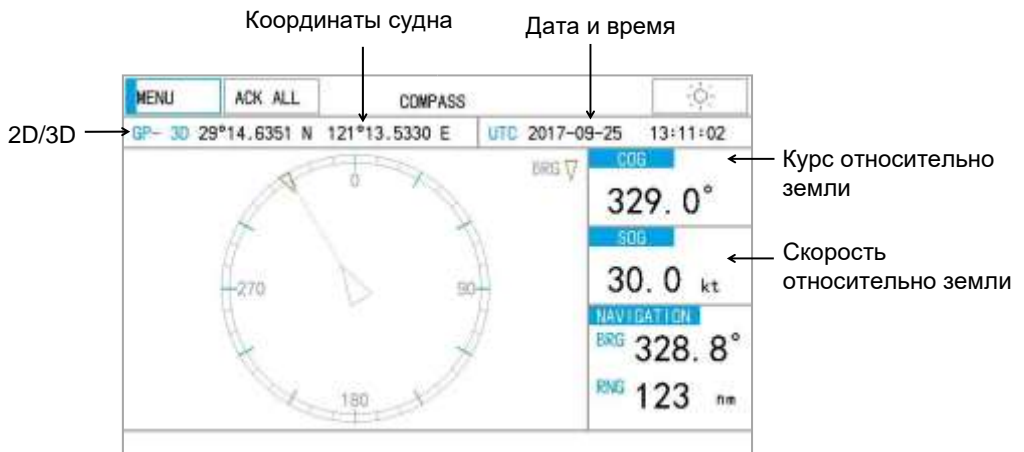 Координаты судна
Дата и время
MENU
ACK ALL
COMPASS
2D/3D
GP- 3D 29°14.6351 N 121°13.5330 E
UTC 2017-09-25 13:11:02
BRG
COG
Курс относительно
земли
329.0°
0
SOG
Скорость
относительно земли
30.0 kt
270
90
NAVIGATION
BRG 328.8°
RNG 123 nm
180